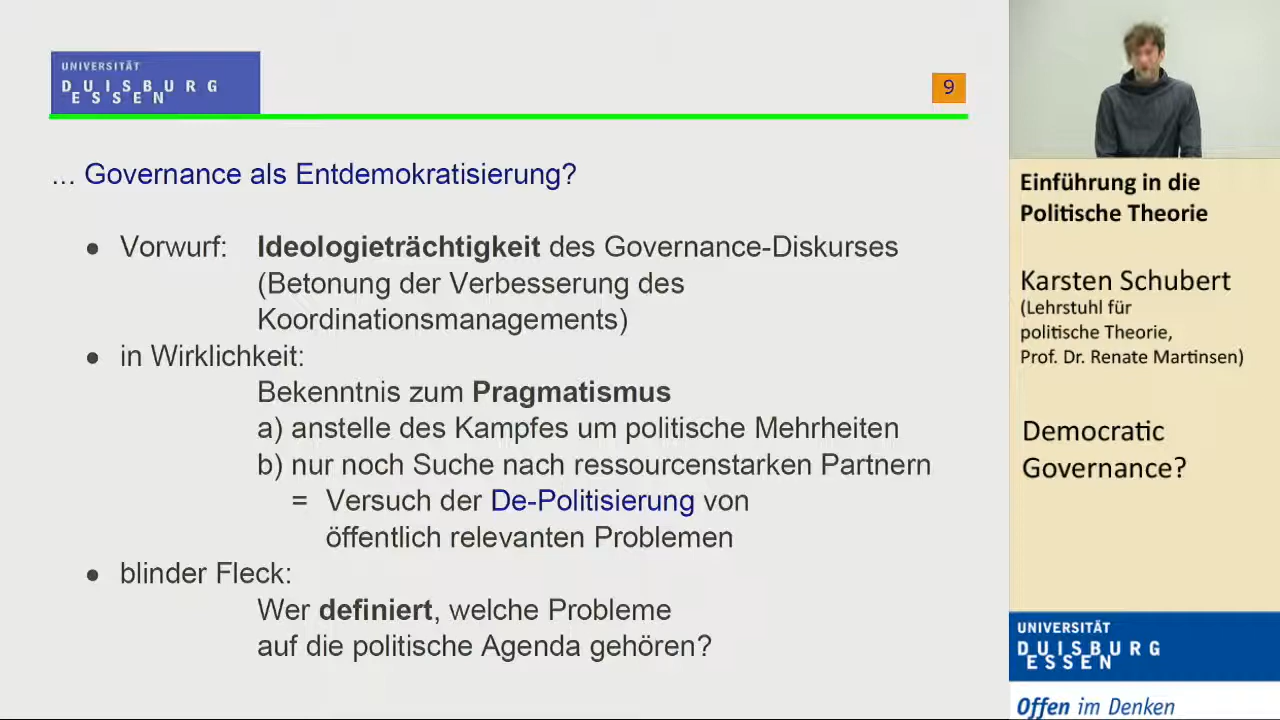 UNIVERSITÄT
DUISBURG
ESSEN
9
... Governance als Entdemokratisierung?
● Vorwurf: Ideologieträchtigkeit des Governance-Diskurses
(Betonung der Verbesserung des
Koordinationsmanagements)
● in Wirklichkeit:
Bekenntnis zum Pragmatismus
a) anstelle des Kampfes um politische Mehrheiten
b) nur noch Suche nach ressourcenstarken Partnern
= Versuch der De-Politisierung von
öffentlich relevanten Problemen
● blinder Fleck:
Wer definiert, welche Probleme
auf die politische Agenda gehören?
Einführung in die
Politische Theorie
Karsten Schubert
(Lehrstuhl für
politische Theorie,
Prof. Dr. Renate Martinsen)
Democratic
Governance?
UNIVERSITÄT
DUISBURG
ESSEN
Offen im Denken